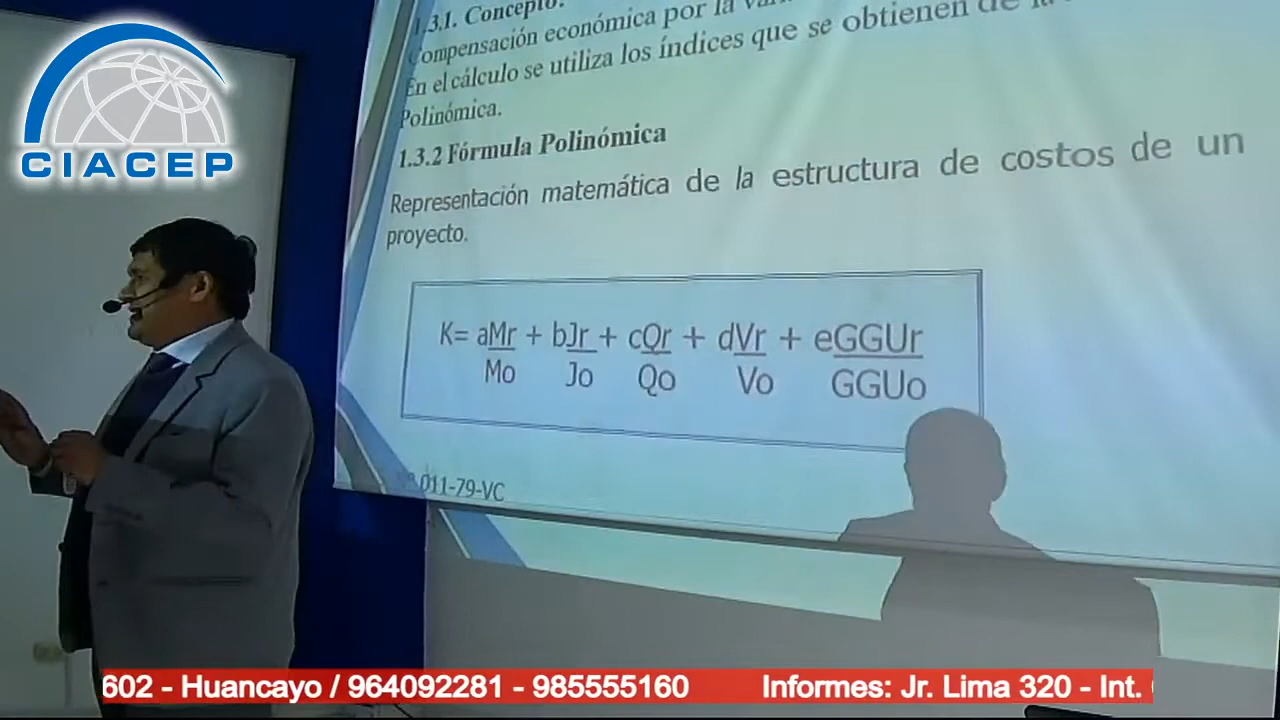 CIACEP
1.3.1. Concepto.
Compensación económica por la
En el cálculo se utiliza los índices que se obtienen de la
Polinómica.
1.3.2 Fórmula Polinómica
Representación matemática de la estructura de costos de un
proyecto.
K= aMr + bJr + cQr + dVr + eGGUr
Mo Jo Qo Vo GGUo
011-79-VC
602 - Huancayo / 964092281 - 985555160 Informes: Jr. Lima 320 - Int.